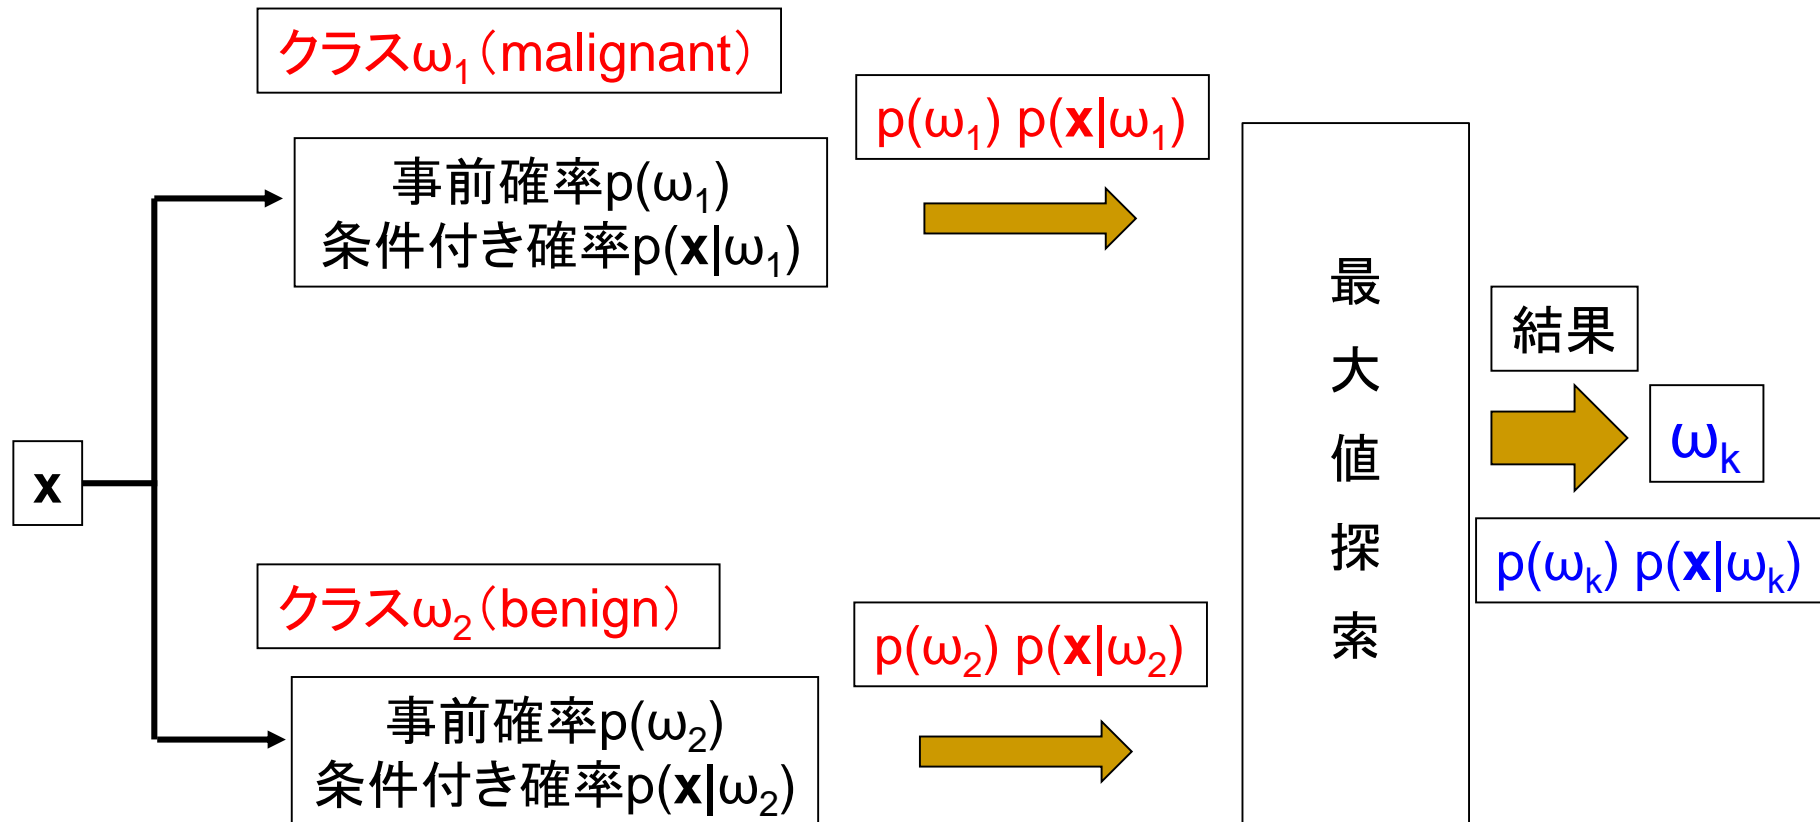 クラスω₁（malignant）
p(ω₁) p(x|ω₁)
事前確率p(ω₁)
条件付き確率p(x|ω₁)
最大値探索
結果
ωₖ
p(ωₖ) p(x|ωₖ)
x
クラスω₂（benign）
p(ω₂) p(x|ω₂)
事前確率p(ω₂)
条件付き確率p(x|ω₂)